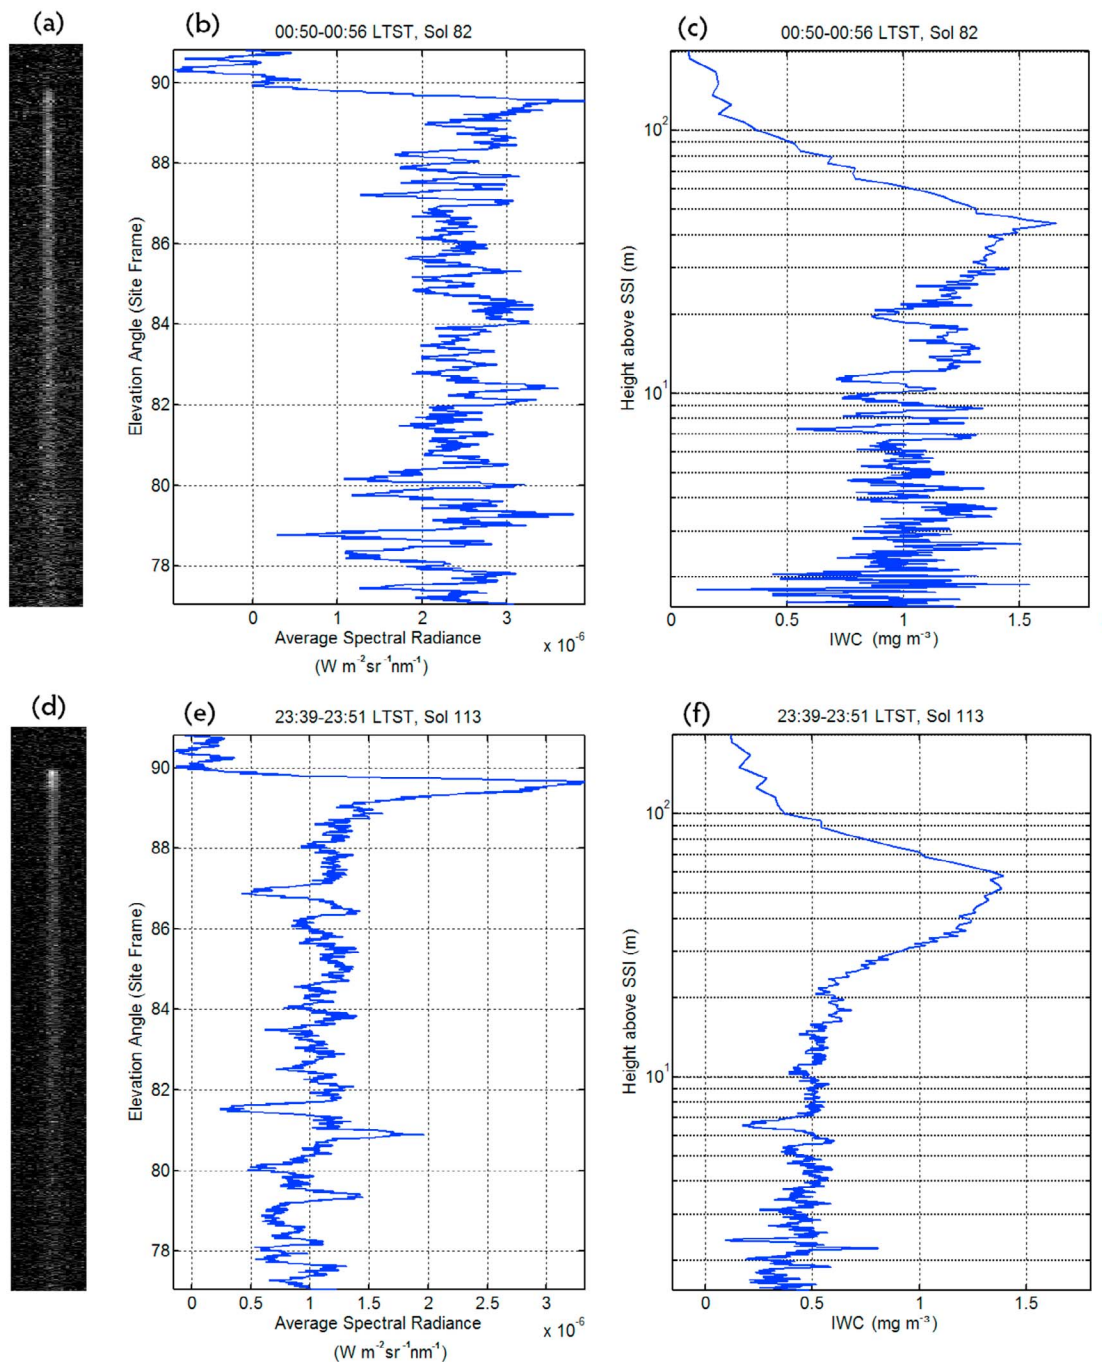 (a)
(b)
00:50-00:56 LTST, Sol 82
90
88
86
84
82
80
78
Elevation Angle (Site Frame)
0
1
2
3
Average Spectral Radiance
x 10⁻⁶
(W m⁻²sr⁻¹nm⁻¹)
(c)
00:50-00:56 LTST, Sol 82
10²
10¹
Height above SSI (m)
0
0.5
1
1.5
IWC (mg m⁻³)
(d)
(e)
23:39-23:51 LTST, Sol 113
90
88
86
84
82
80
78
Elevation Angle (Site Frame)
0
0.5
1
1.5
2
2.5
3
Average Spectral Radiance
x 10⁻⁶
(W m⁻²sr⁻¹nm⁻¹)
(f)
23:39-23:51 LTST, Sol 113
10²
10¹
Height above SSI (m)
0
0.5
1
1.5
IWC (mg m⁻³)